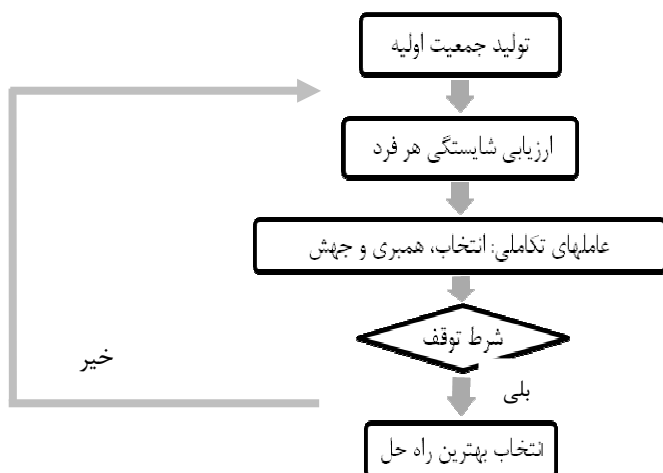 تولید جمعیت اولیه
ارزیابی شایستگی هر فرد
عاملهای تکاملی: انتخاب، همبری و جهش
شرط توقف
خیر
بلی
انتخاب بهترین راه حل